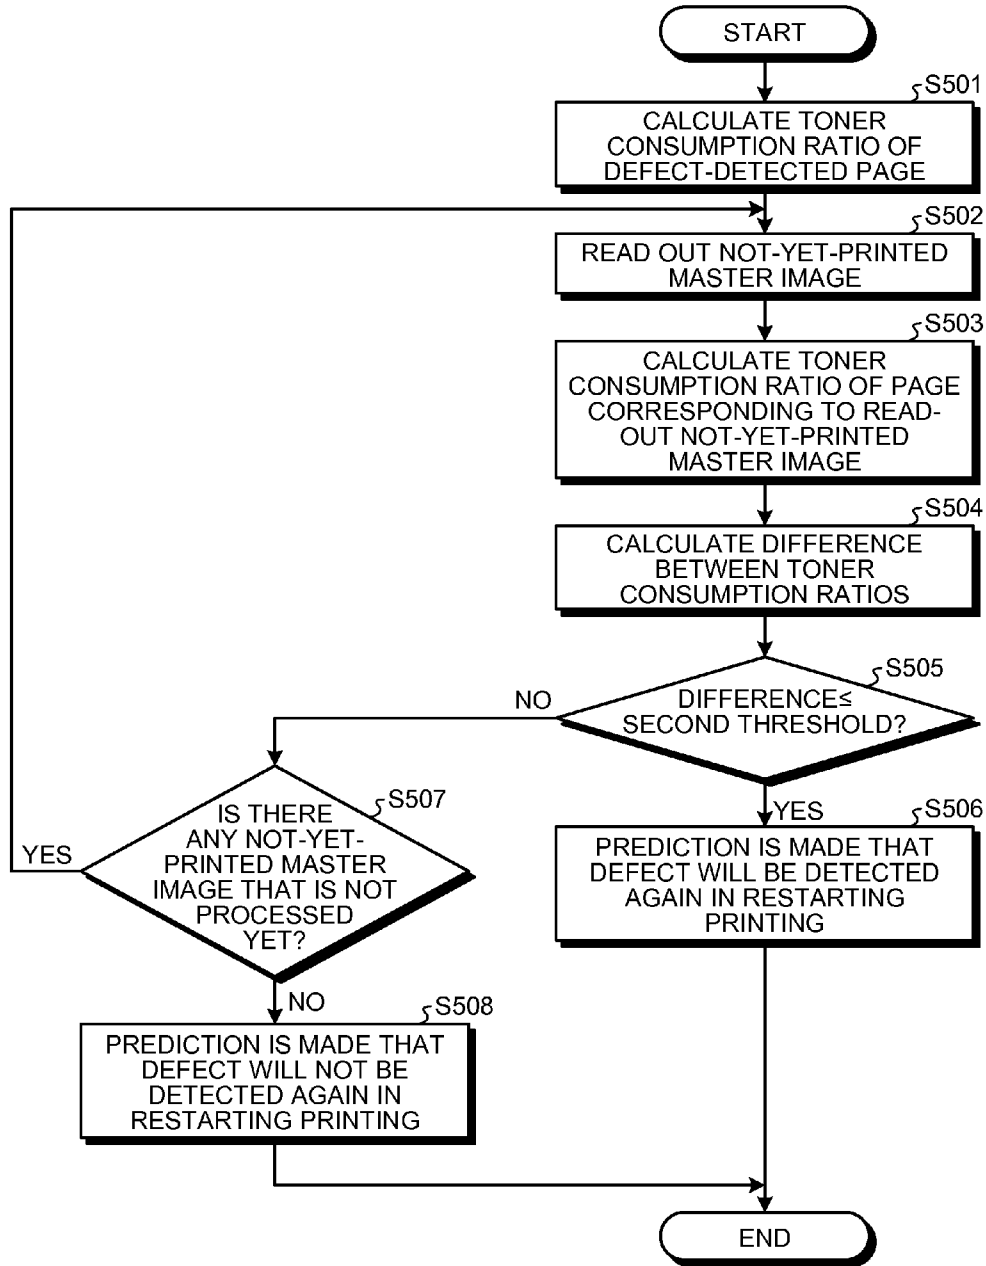 START
S501
CALCULATE TONER
CONSUMPTION RATIO OF
DEFECT-DETECTED PAGE
S502
READ OUT NOT-YET-PRINTED
MASTER IMAGE
S503
CALCULATE TONER
CONSUMPTION RATIO OF PAGE
CORRESPONDING TO READ-
OUT NOT-YET-PRINTED
MASTER IMAGE
S504
CALCULATE DIFFERENCE
BETWEEN TONER
CONSUMPTION RATIOS
S505
DIFFERENCE≤
SECOND THRESHOLD?
NO
YES
S506
PREDICTION IS MADE THAT
DEFECT WILL BE DETECTED
AGAIN IN RESTARTING
PRINTING
S507
IS THERE
ANY NOT-YET-
PRINTED MASTER
IMAGE THAT IS NOT
PROCESSED
YET?
YES
NO
S508
PREDICTION IS MADE THAT
DEFECT WILL NOT BE
DETECTED AGAIN IN
RESTARTING PRINTING
END